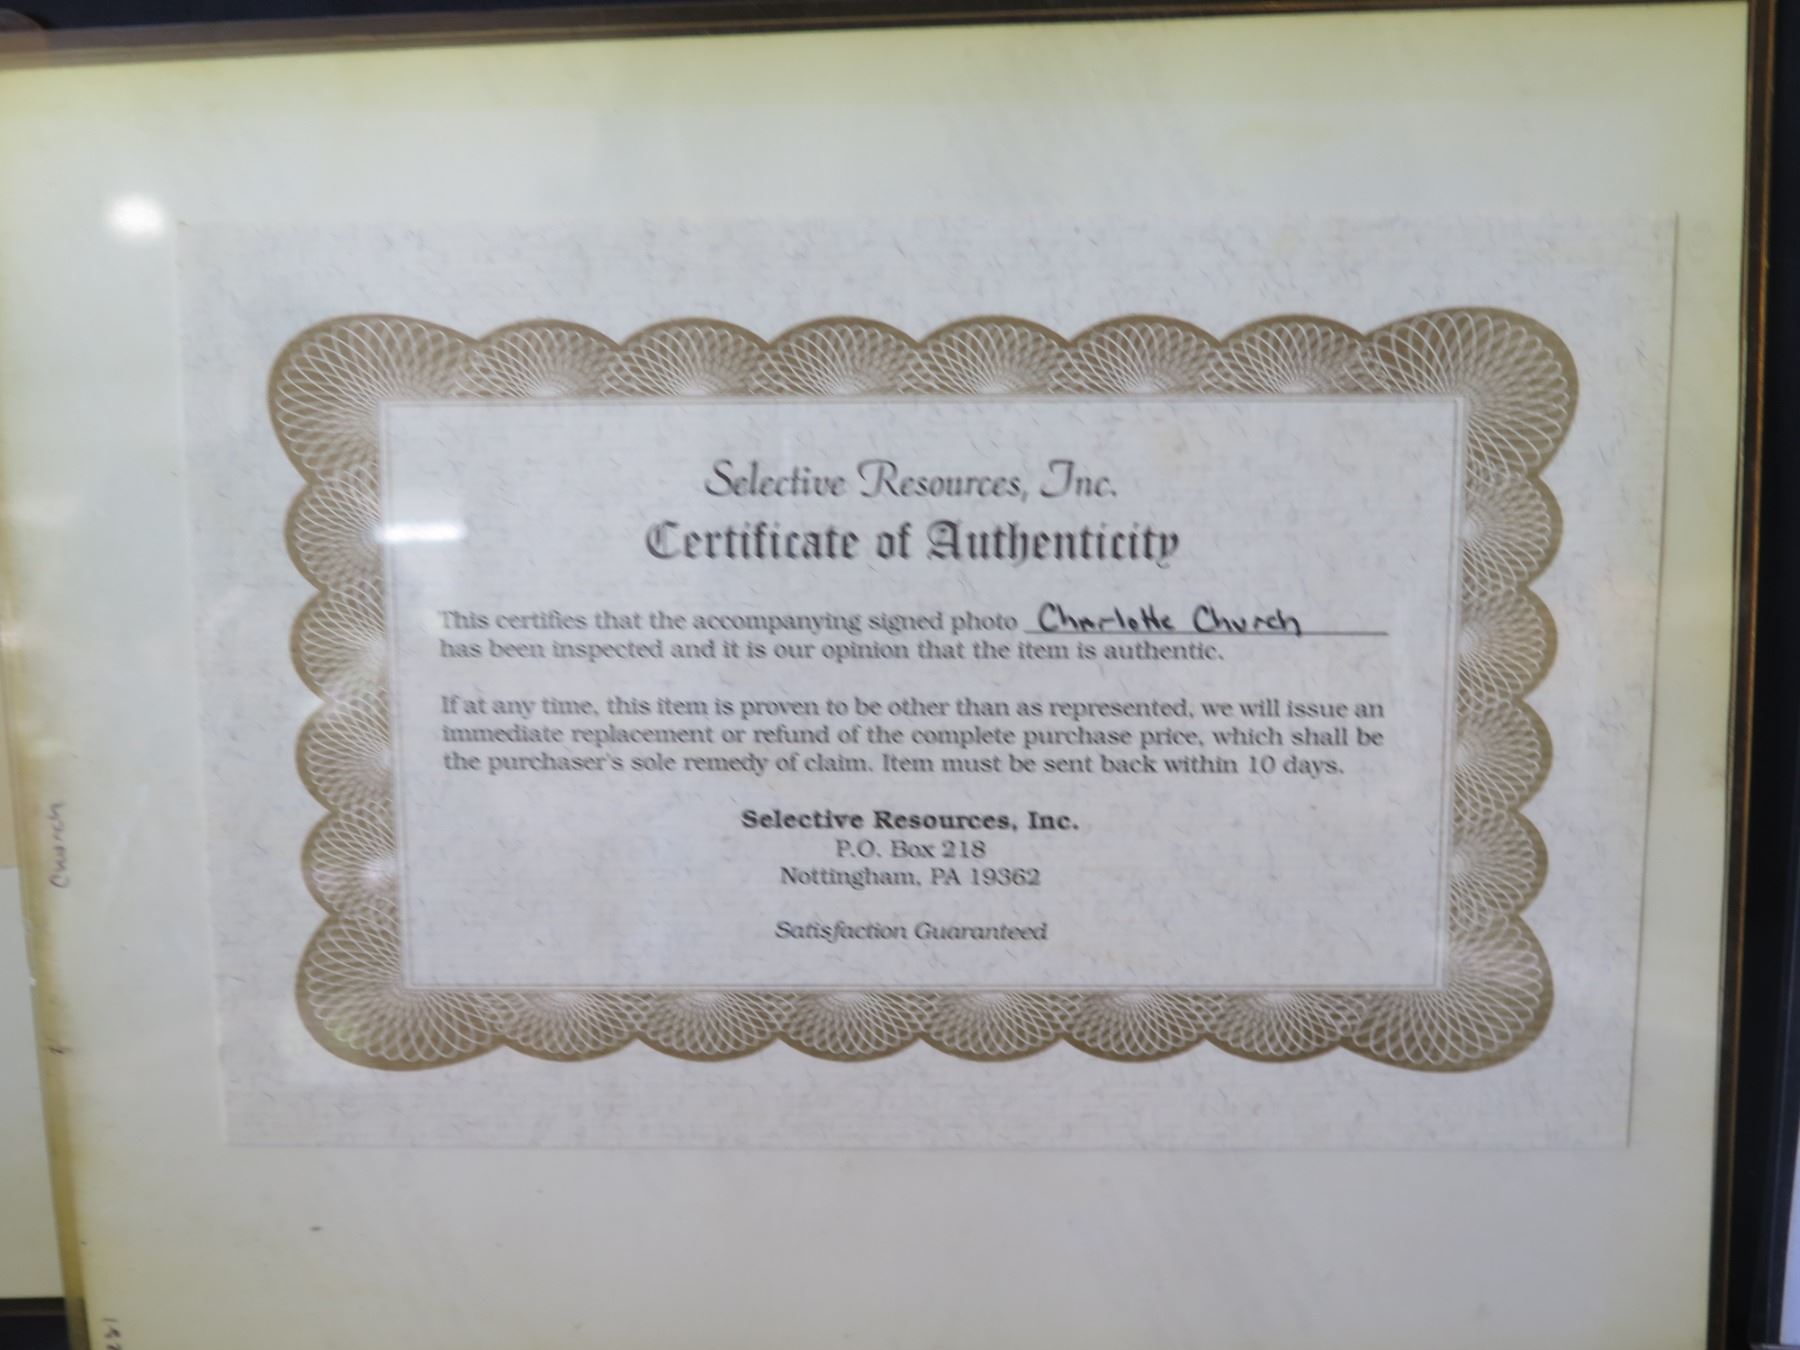 Selective Resources, Inc.
Certificate of Authenticity
This certifies that the accompanying signed photo Charlotte Church
has been inspected and it is our opinion that the item is authentic.
If at any time, this item is proven to be other than as represented, we will issue an
immediate replacement or refund of the complete purchase price, which shall be
the purchaser's sole remedy of claim. Item must be sent back within 10 days.
Selective Resources, Inc.
P.O. Box 218
Nottingham, PA 19362
Satisfaction Guaranteed
Church